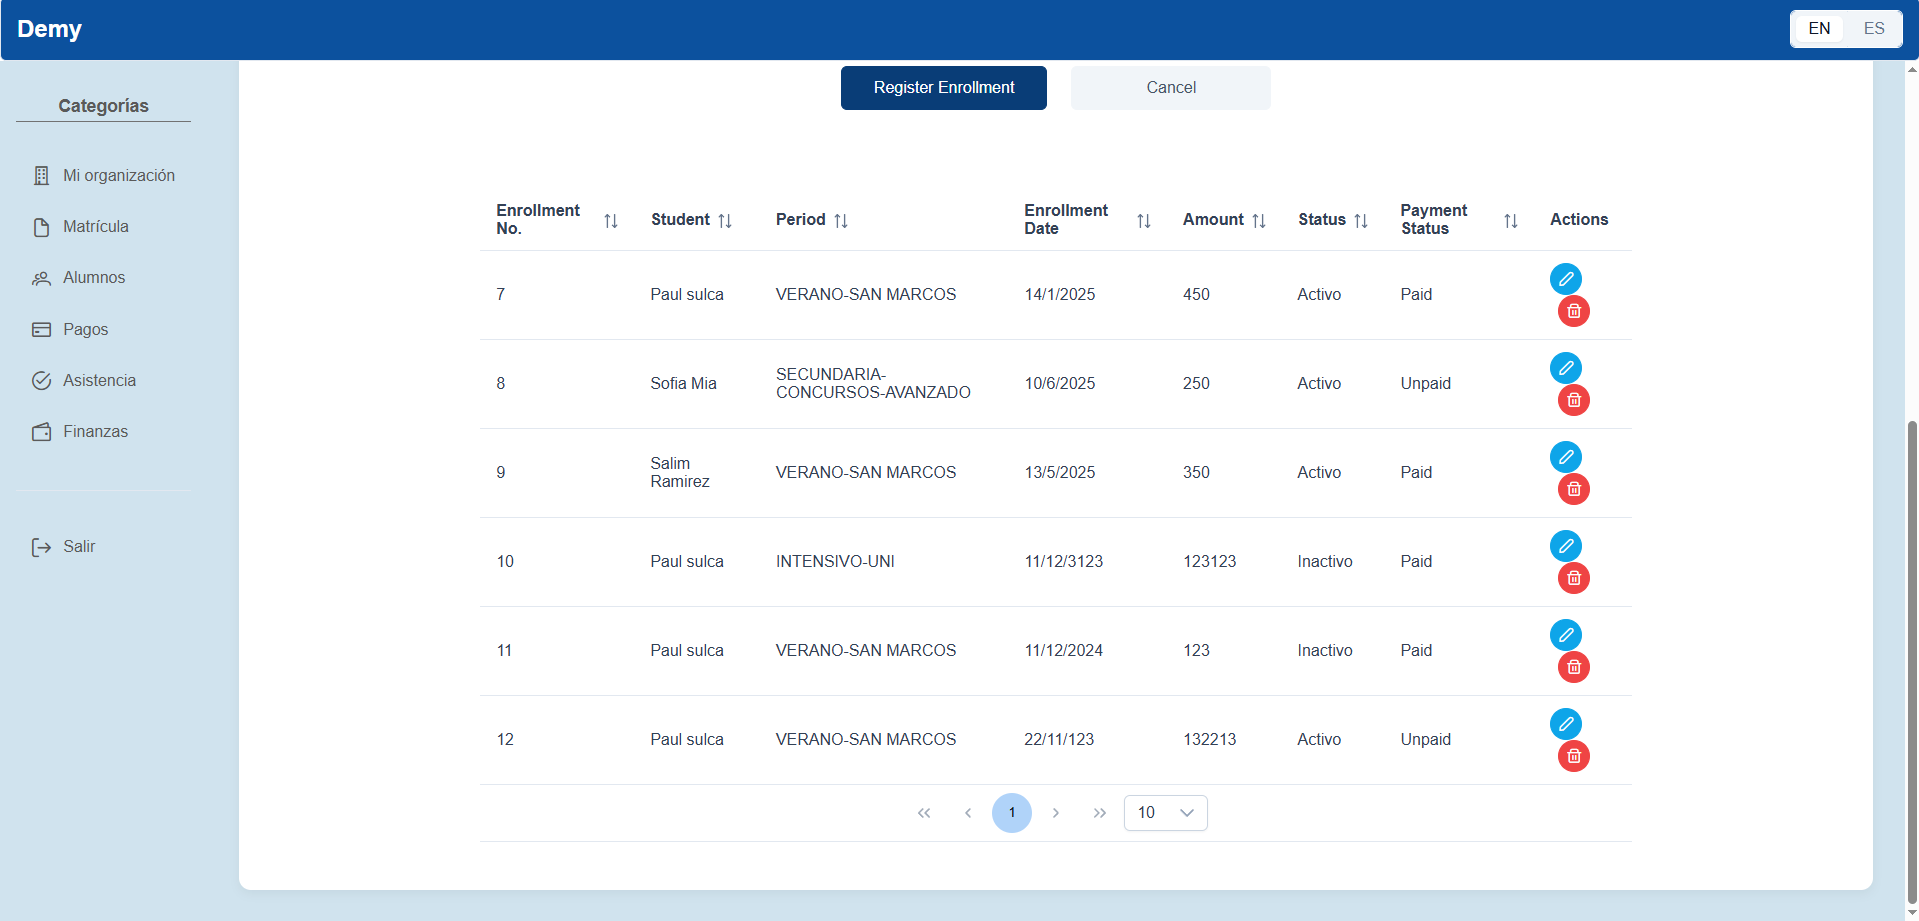 Demy
EN ES
Categorías
Mi organización
Matrícula
Alumnos
Pagos
Asistencia
Finanzas
Salir
Register Enrollment Cancel
Enrollment No. Student Period Enrollment Date Amount Status Payment Status Actions
7 Paul sulca VERANO-SAN MARCOS 14/1/2025 450 Activo Paid
8 Sofia Mia SECUNDARIA-CONCURSOS-AVANZADO 10/6/2025 250 Activo Unpaid
9 Salim Ramirez VERANO-SAN MARCOS 13/5/2025 350 Activo Paid
10 Paul sulca INTENSIVO-UNI 11/12/3123 123123 Inactivo Paid
11 Paul sulca VERANO-SAN MARCOS 11/12/2024 123 Inactivo Paid
12 Paul sulca VERANO-SAN MARCOS 22/11/123 132213 Activo Unpaid
1 10